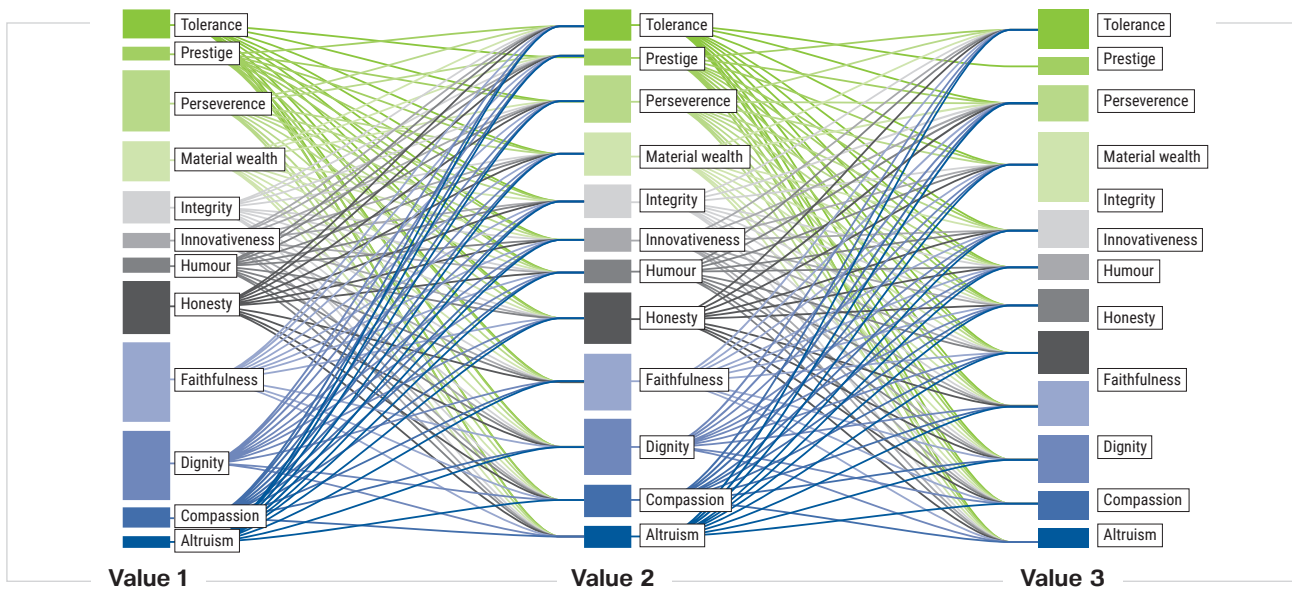 Tolerance
Prestige
Perseverence
Material wealth
Integrity
Innovativeness
Humour
Honesty
Faithfulness
Dignity
Compassion
Altruism
Value 1
Tolerance
Prestige
Perseverence
Material wealth
Integrity
Innovativeness
Humour
Honesty
Faithfulness
Dignity
Compassion
Altruism
Value 2
Tolerance
Prestige
Perseverence
Material wealth
Integrity
Innovativeness
Humour
Honesty
Faithfulness
Dignity
Compassion
Altruism
Value 3